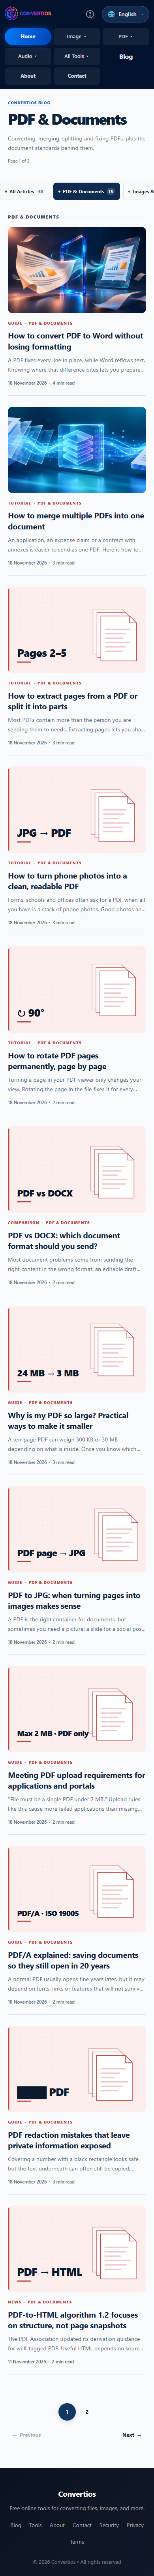 CONVERTIOS
English
Home
Image
PDF
Audio
All Tools
Blog
About
Contact
CONVERTIOS BLOG
PDF & Documents
Converting, merging, splitting and fixing PDFs, plus the
document standards behind them.
Page 1 of 2
All Articles
PDF & Documents 15
Images &
PDF & DOCUMENTS
GUIDE · PDF & DOCUMENTS
How to convert PDF to Word without
losing formatting
A PDF fixes every line in place, while Word reflows text.
Knowing where that difference bites lets you prepare...
18 November 2026 · 4 min read
TUTORIAL · PDF & DOCUMENTS
How to merge multiple PDFs into one
document
An application, an expense claim or a contract with
annexes is easier to send as one PDF. Here is how to...
18 November 2026 · 3 min read
Pages 2–5
TUTORIAL · PDF & DOCUMENTS
How to extract pages from a PDF or
split it into parts
Most PDFs contain more than the person you are
sending them to needs. Extracting pages lets you sha...
18 November 2026 · 3 min read
JPG → PDF
TUTORIAL · PDF & DOCUMENTS
How to turn phone photos into a
clean, readable PDF
Forms, schools and offices often ask for a PDF when all
you have is a stack of phone photos. Good photos an...
18 November 2026 · 3 min read
↻ 90°
TUTORIAL · PDF & DOCUMENTS
How to rotate PDF pages
permanently, page by page
Turning a page in your PDF viewer only changes your
view. Rotating the page in the file fixes it for every...
18 November 2026 · 2 min read
PDF vs DOCX
COMPARISON · PDF & DOCUMENTS
PDF vs DOCX: which document
format should you send?
Most document problems come from sending the
right content in the wrong format: an editable draft...
18 November 2026 · 2 min read
24 MB → 3 MB
GUIDE · PDF & DOCUMENTS
Why is my PDF so large? Practical
ways to make it smaller
A ten-page PDF can weigh 300 KB or 30 MB
depending on what is inside. Once you know which...
18 November 2026 · 3 min read
PDF page → JPG
GUIDE · PDF & DOCUMENTS
PDF to JPG: when turning pages into
images makes sense
A PDF is the right container for documents, but
sometimes you need a picture: a slide for a social pos...
18 November 2026 · 2 min read
Max 2 MB · PDF only
GUIDE · PDF & DOCUMENTS
Meeting PDF upload requirements for
applications and portals
“File must be a single PDF under 2 MB.” Upload rules
like this cause more failed applications than missing...
18 November 2026 · 2 min read
PDF/A · ISO 19005
GUIDE · PDF & DOCUMENTS
PDF/A explained: saving documents
so they still open in 20 years
A normal PDF usually opens fine years later, but it may
depend on fonts, links or features that will not surviv...
18 November 2026 · 2 min read
PDF
GUIDE · PDF & DOCUMENTS
PDF redaction mistakes that leave
private information exposed
Covering a number with a black rectangle looks safe,
but the text underneath can often still be copied....
18 November 2026 · 3 min read
PDF → HTML
NEWS · PDF & DOCUMENTS
PDF-to-HTML algorithm 1.2 focuses
on structure, not page snapshots
The PDF Association updated its derivation guidance
for well-tagged PDF. Useful HTML depends on sourc...
11 November 2026 · 2 min read
1
2
← Previous
Next →
Convertios
Free online tools for converting files, images, and more.
Blog Tools About Contact Security Privacy
Terms
© 2026 Convertios • All rights reserved